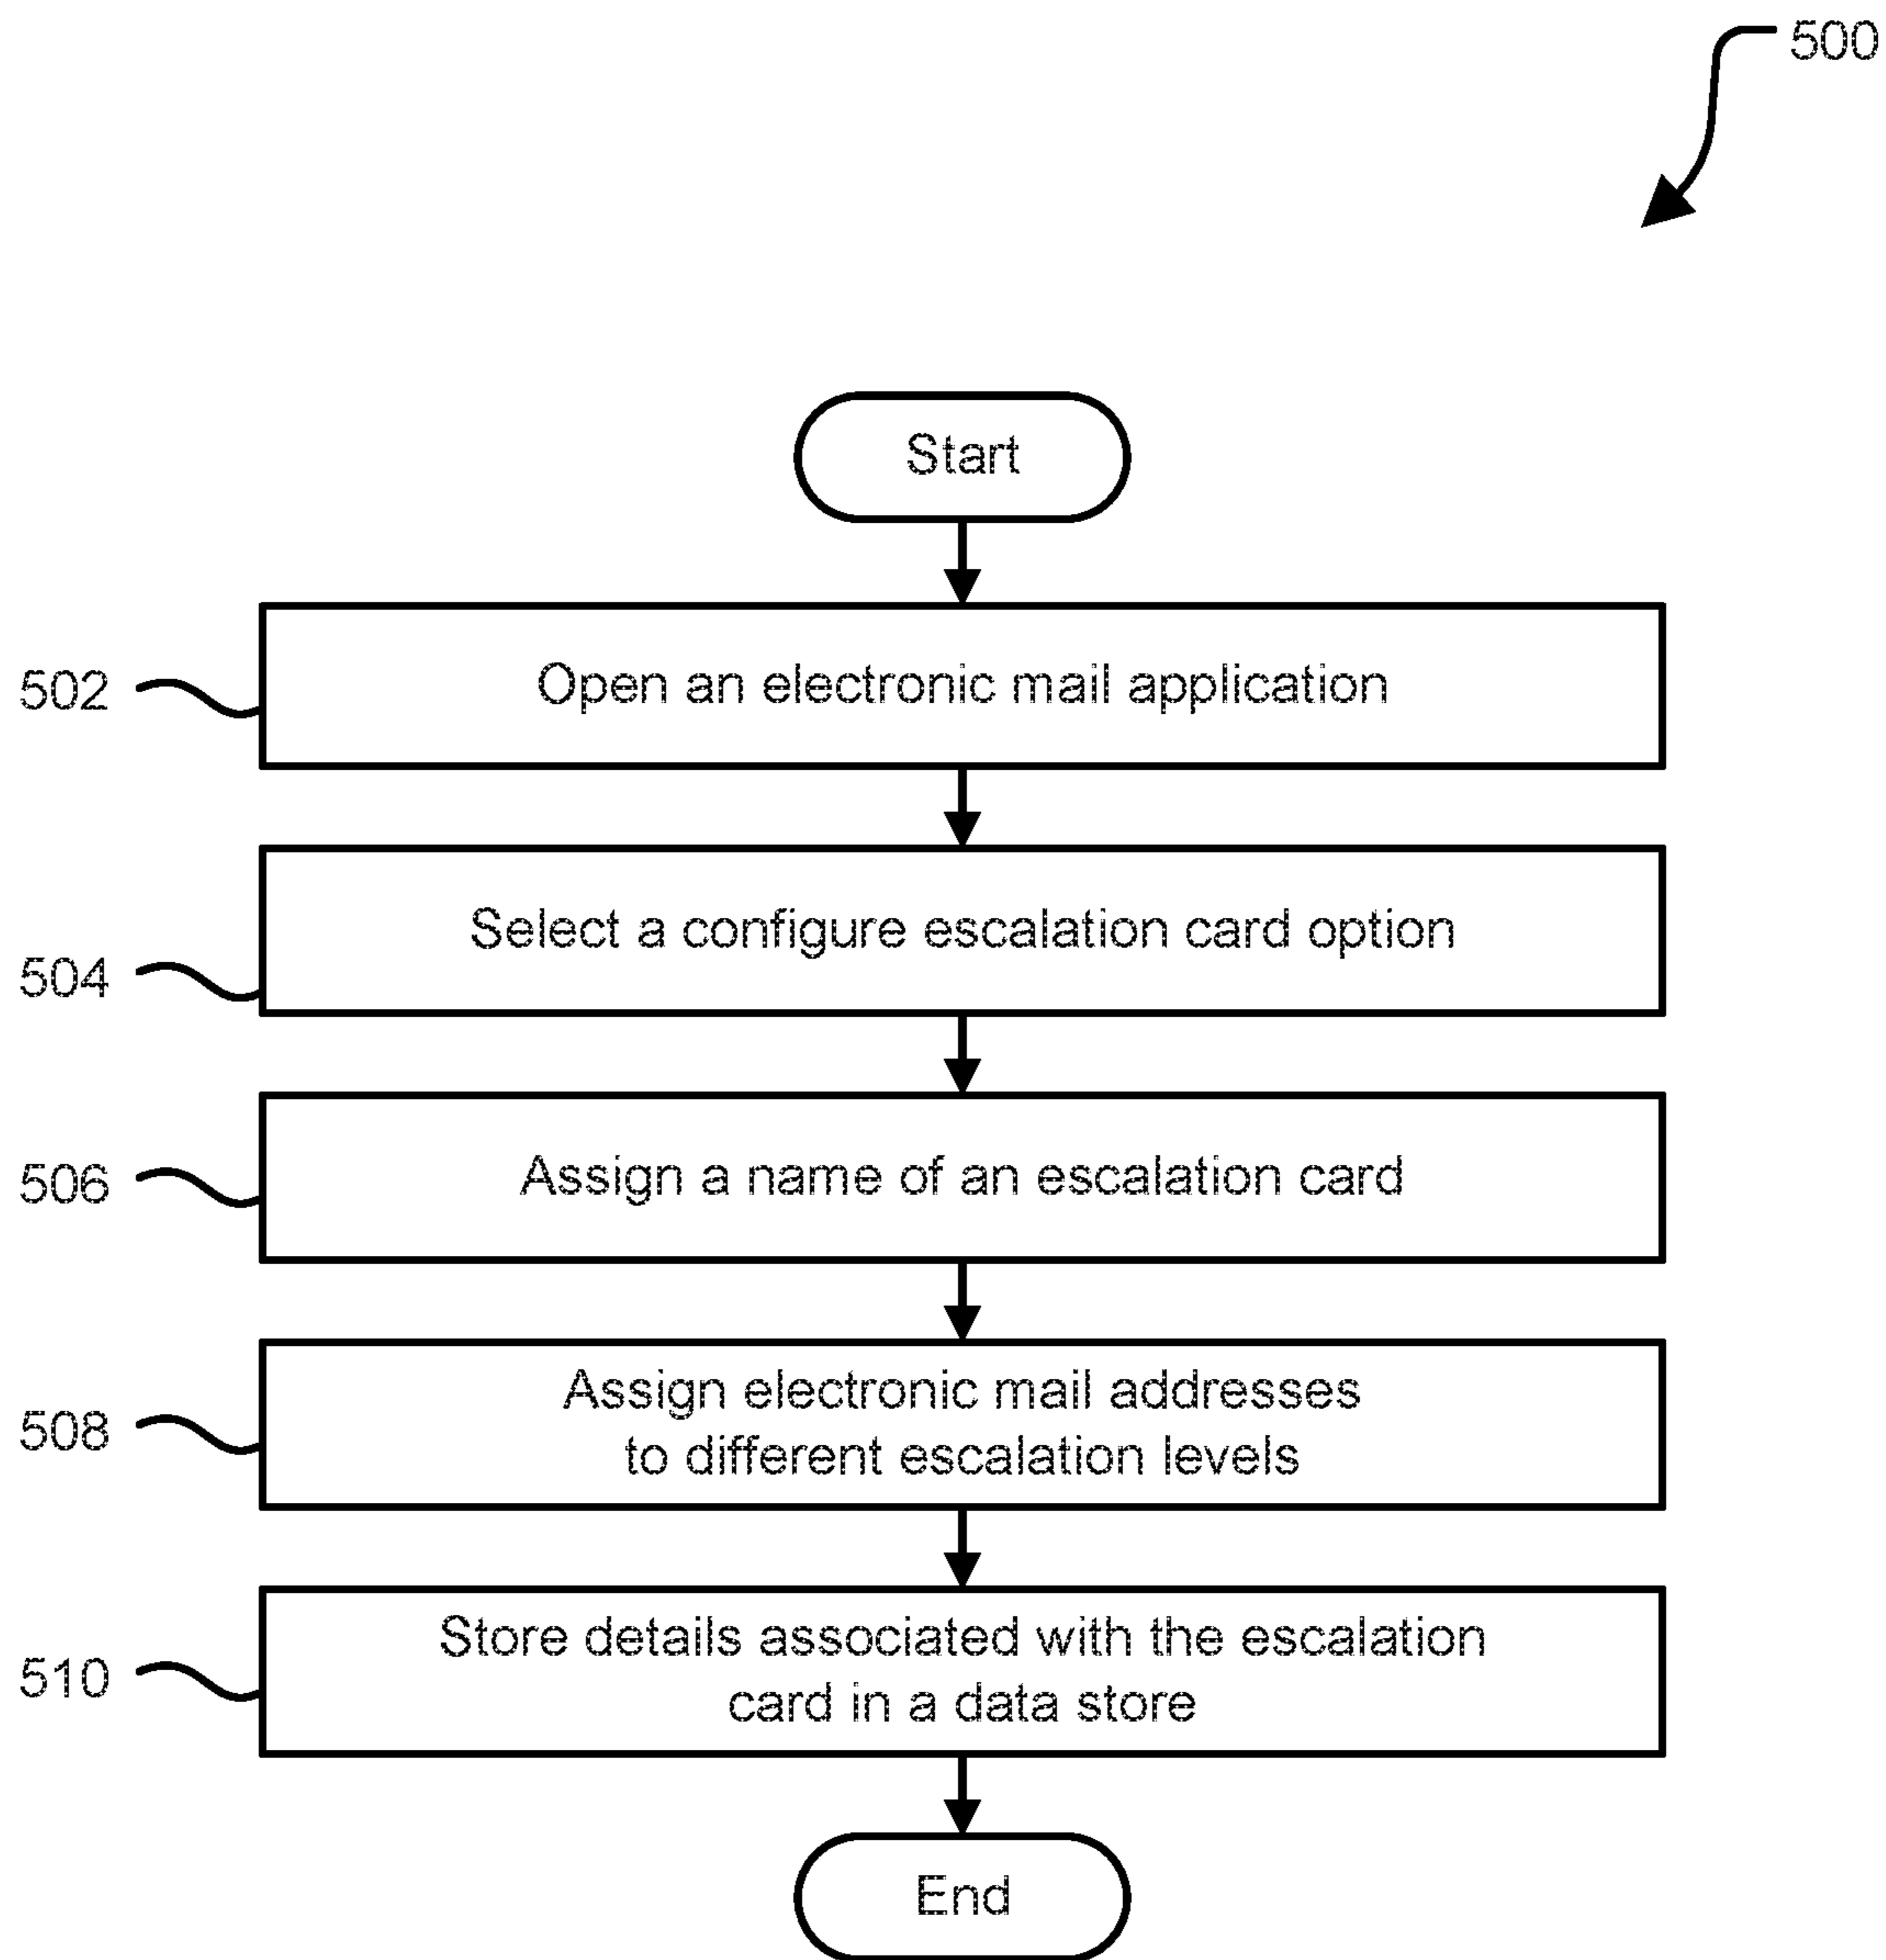 500
Start
502
Open an electronic mail application
504
Select a configure escalation card option
506
Assign a name of an escalation card
508
Assign electronic mail addresses
to different escalation levels
510
Store details associated with the escalation
card in a data store
End